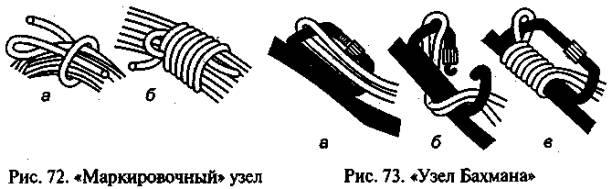 а б а б в
Рис. 72. «Маркировочный» узел Рис. 73. «Узел Бахмана»